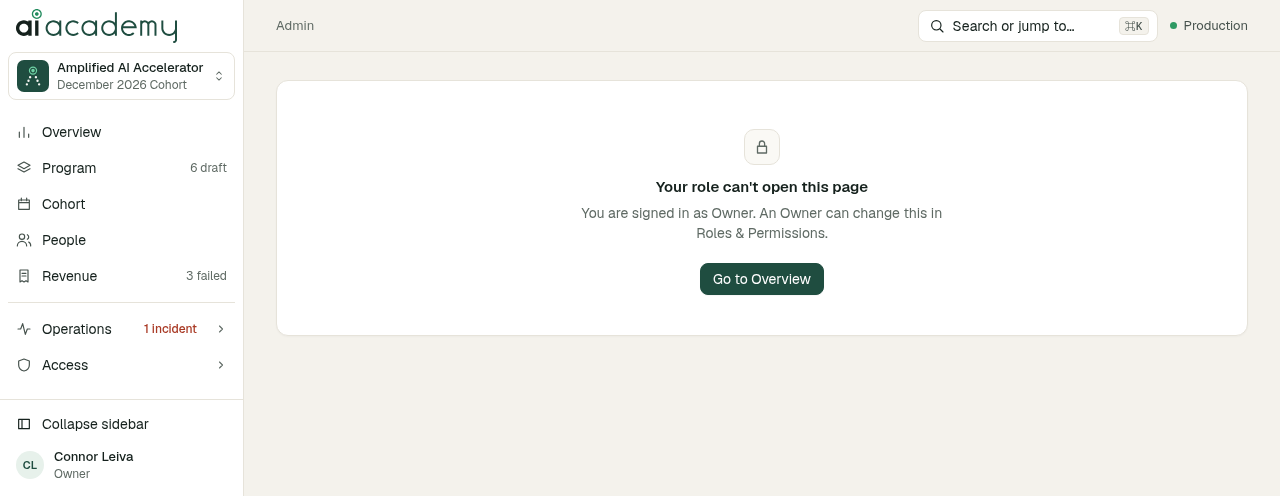 ai academy
Amplified AI Accelerator
December 2026 Cohort
Overview
Program 6 draft
Cohort
People
Revenue 3 failed
Operations 1 incident
Access
Collapse sidebar
CL
Connor Leiva
Owner
Admin
Search or jump to… ⌘K
Production
Your role can't open this page
You are signed in as Owner. An Owner can change this in
Roles & Permissions.
Go to Overview